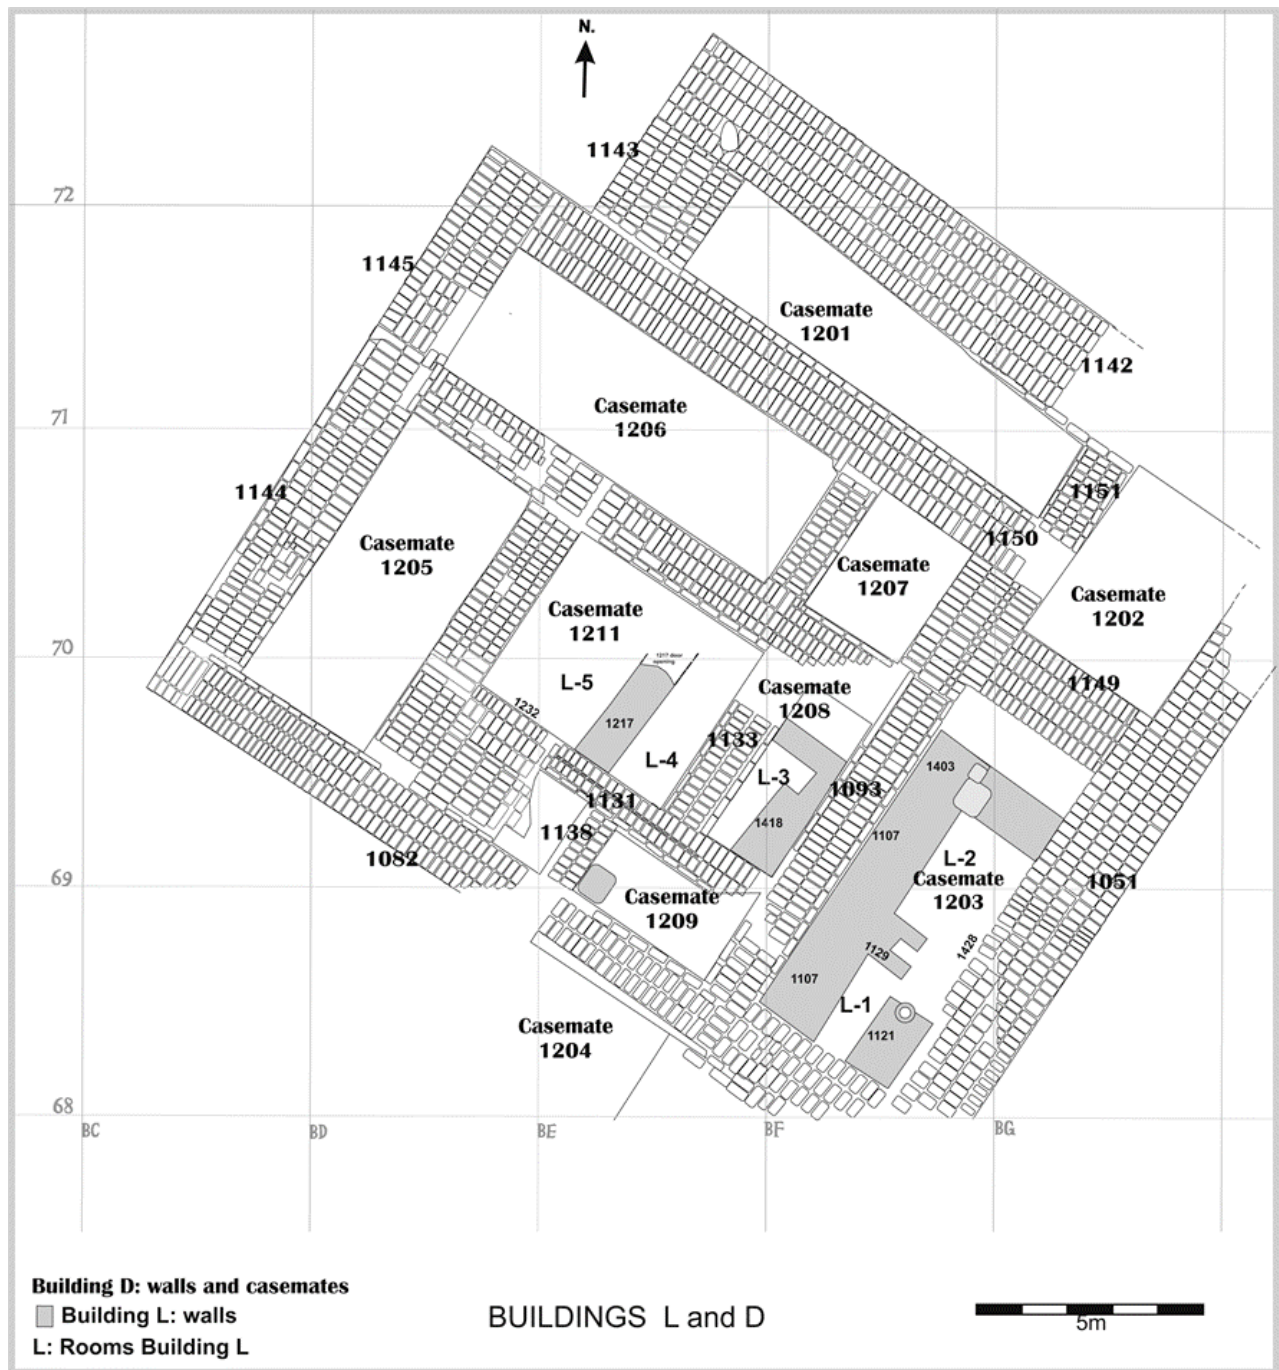 N.
1143
72
1145
Casemate
1201
1142
Casemate
1206
71
1144
1151
1150
Casemate
1205
Casemate
1207
Casemate
1202
Casemate
1211
70
1217 door
opening
L-5
1149
Casemate
1208
1232
1217
1133
L-4
L-3
1403
1093
1131
1418
1107
1138
1082
L-2
Casemate
1203
1051
69
Casemate
1209
1428
1129
1107
L-1
Casemate
1204
1121
68
BC
BD
BE
BF
BG
Building D: walls and casemates
Building L: walls
L: Rooms Building L
BUILDINGS L and D
5m